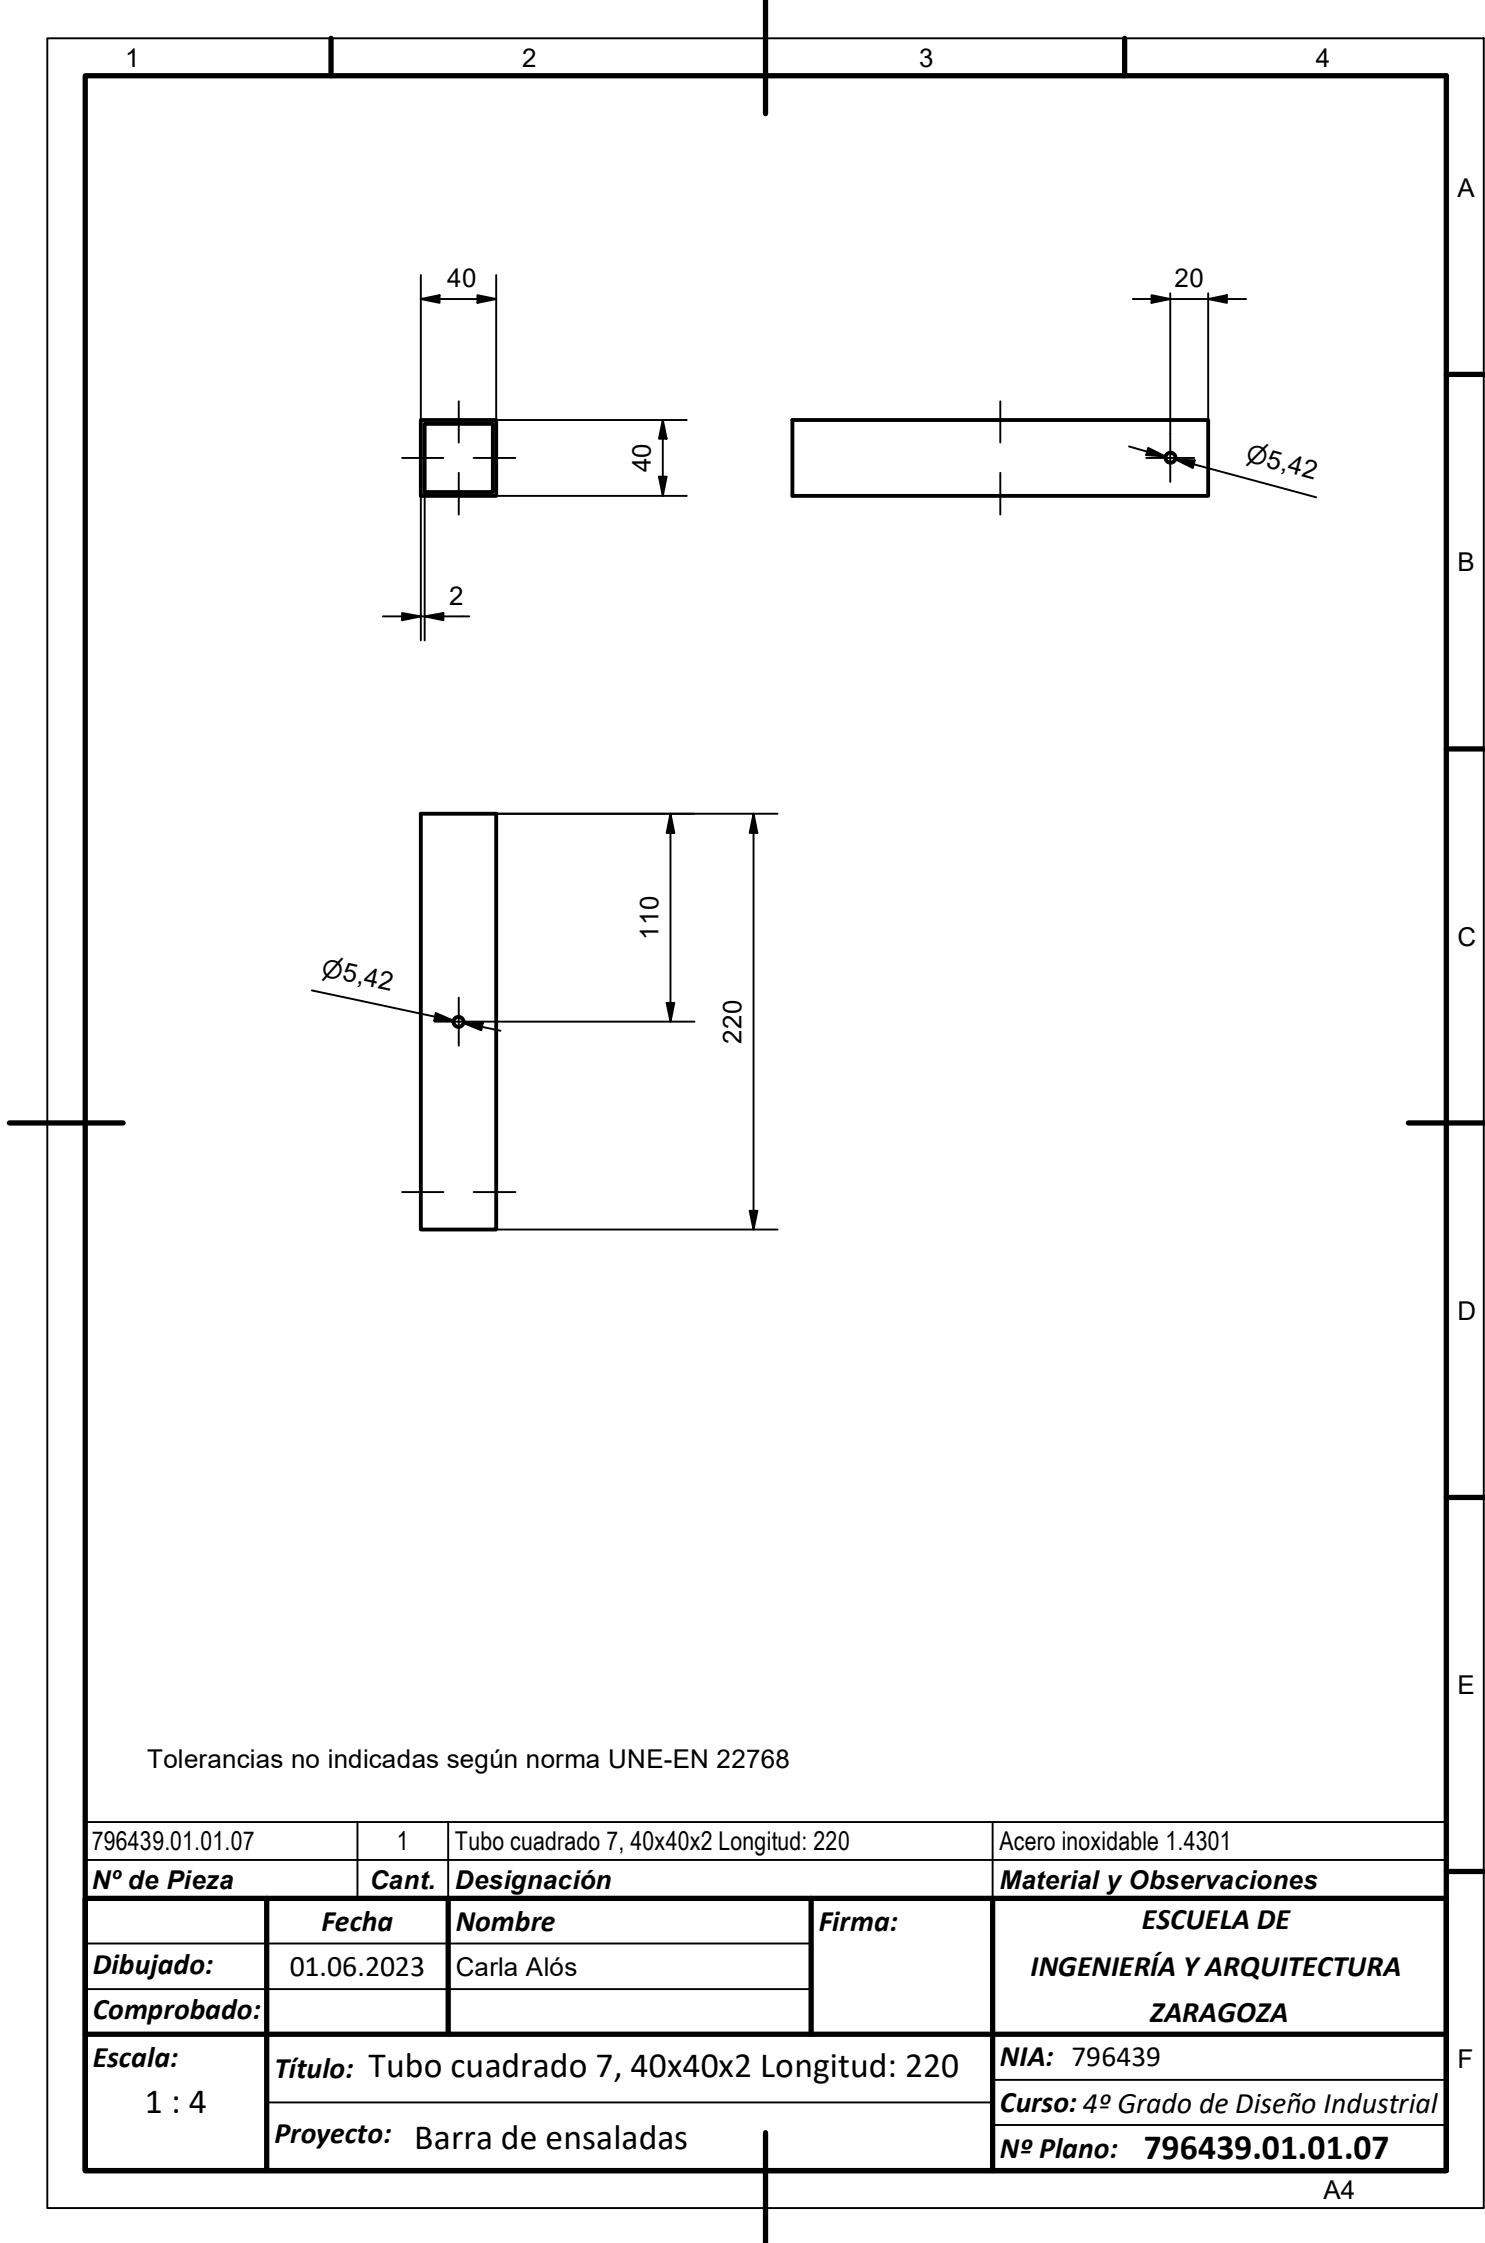 1 2 3 4
A
40 20
40 Ø5,42
B
2
110
C
Ø5,42
220
D
E
Tolerancias no indicadas según norma UNE-EN 22768
796439.01.01.07 1 Tubo cuadrado 7, 40x40x2 Longitud: 220 Acero inoxidable 1.4301
Nº de Pieza Cant. Designación Material y Observaciones
Fecha Nombre Firma: ESCUELA DE
Dibujado: 01.06.2023 Carla Alós INGENIERÍA Y ARQUITECTURA
Comprobado: ZARAGOZA
Escala: Título: Tubo cuadrado 7, 40x40x2 Longitud: 220 NIA: 796439 F
1 : 4 Curso: 4º Grado de Diseño Industrial
Proyecto: Barra de ensaladas Nº Plano: 796439.01.01.07
A4